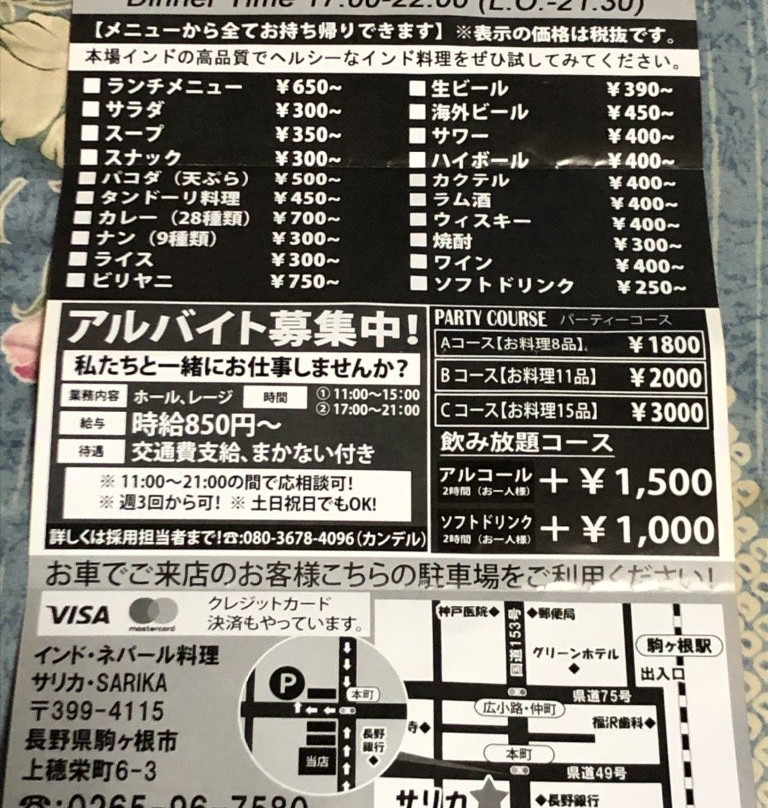 Dinner Time 17:00-22:00 (L.O.-21:30)
【メニューから全てお持ち帰りできます】※表示の価格は税抜です。
本場インドの高品質でヘルシーなインド料理をぜひ試してみてください。
■ランチメニュー ￥650~
■サラダ ￥300~
■スープ ￥350~
■スナック ￥300~
■パコダ（天ぷら） ￥500~
■タンドーリ料理 ￥450~
■カレー（28種類） ￥700~
■ナン（9種類） ￥300~
■ライス ￥300~
■ビリヤニ ￥750~
■生ビール ￥390~
■海外ビール ￥450~
■サワー ￥400~
■ハイボール ￥400~
■カクテル ￥400~
■ラム酒 ￥400~
■ウィスキー ￥400~
■焼酎 ￥300~
■ワイン ￥400~
■ソフトドリンク ￥250~
アルバイト募集中!
私たちと一緒にお仕事しませんか?
業務内容 ホール、レージ 時間 ①11:00〜15:00
②17:00〜21:00
給与 時給850円〜
待遇 交通費支給、まかない付き
※ 11:00〜21:00の間で応相談可!
※ 週3回から可! ※ 土日祝日でもOK!
詳しくは採用担当者まで!☎:080-3678-4096（カンデル）
PARTY COURSE パーティーコース
Aコース【お料理8品】 ￥1800
Bコース【お料理11品】 ￥2000
Cコース【お料理15品】 ￥3000
飲み放題コース
アルコール ＋￥1,500
2時間（お一人様）
ソフトドリンク ＋￥1,000
2時間（お一人様）
お車でご来店のお客様こちらの駐車場をご利用ください!
VISA mastercard クレジットカード
決済もやっています。
インド・ネパール料理
サリカ・SARIKA
〒399-4115
長野県駒ヶ根市
上穂栄町6-3
☎:0265-96-7580
P
本町
長野
銀行
当店
神戸医院◆
国道153号
◆郵便局
グリーンホテル
駒ヶ根駅
出入口
県道75号
広小路・仲町
寺◆
福沢歯科◆
本町
県道49号
サリカ
◆長野銀行